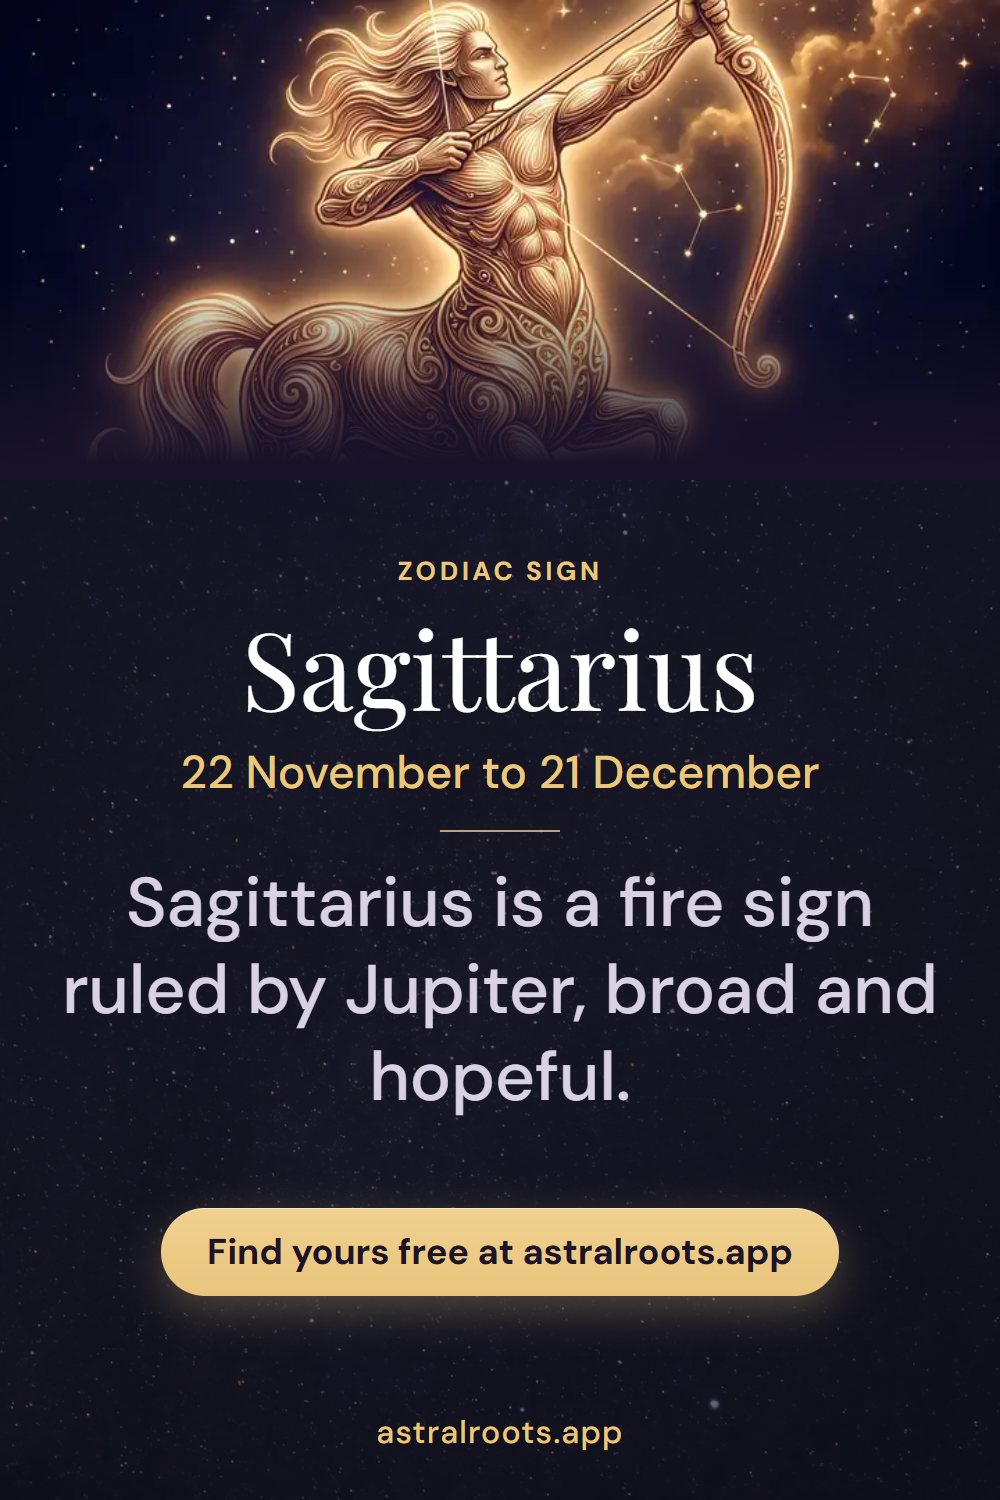 ZODIAC SIGN
Sagittarius
22 November to 21 December
Sagittarius is a fire sign
ruled by Jupiter, broad and
hopeful.
Find yours free at astralroots.app
astralroots.app